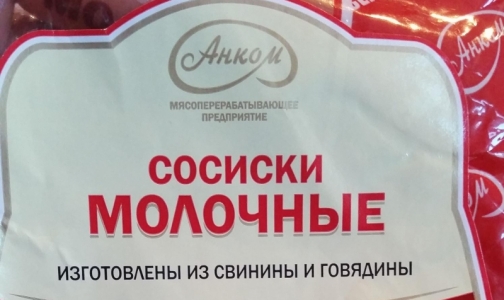 Анком
МЯСОПЕРЕРАБАТЫВАЮЩЕЕ
ПРЕДПРИЯТИЕ
СОСИСКИ
МОЛОЧНЫЕ
ИЗГОТОВЛЕНЫ ИЗ СВИНИНЫ И ГОВЯДИНЫ